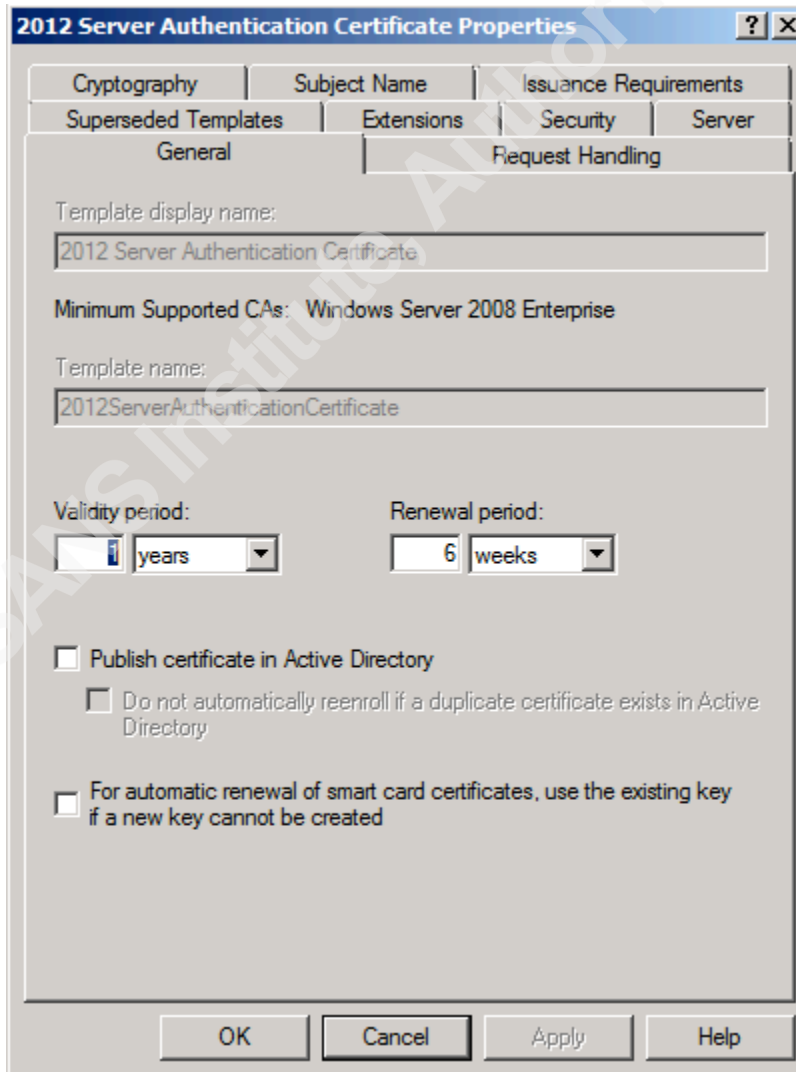 2012 Server Authentication Certificate Properties
Cryptography Subject Name Issuance Requirements
Superseded Templates Extensions Security Server
General Request Handling
Template display name:
2012 Server Authentication Certificate
Minimum Supported CAs: Windows Server 2008 Enterprise
Template name:
2012ServerAuthenticationCertificate
Validity period: Renewal period:
1 years 6 weeks
Publish certificate in Active Directory
Do not automatically reenroll if a duplicate certificate exists in Active
Directory
For automatic renewal of smart card certificates, use the existing key
if a new key cannot be created
OK Cancel Apply Help
SANS Institute,